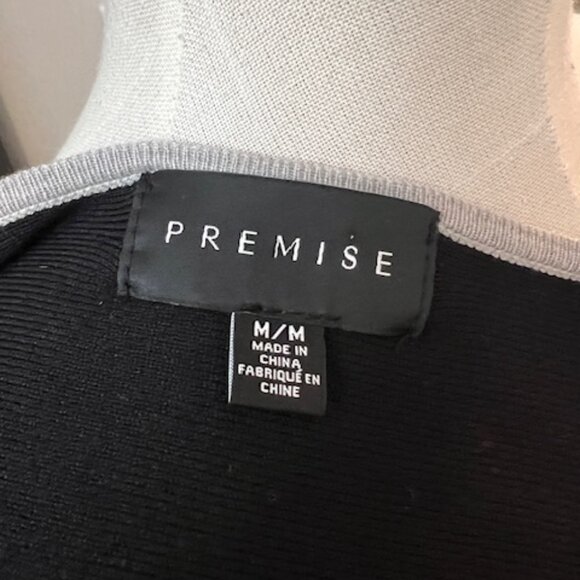 PREMISE
M/M
MADE IN
CHINA
FABRIQUÉ EN
CHINE